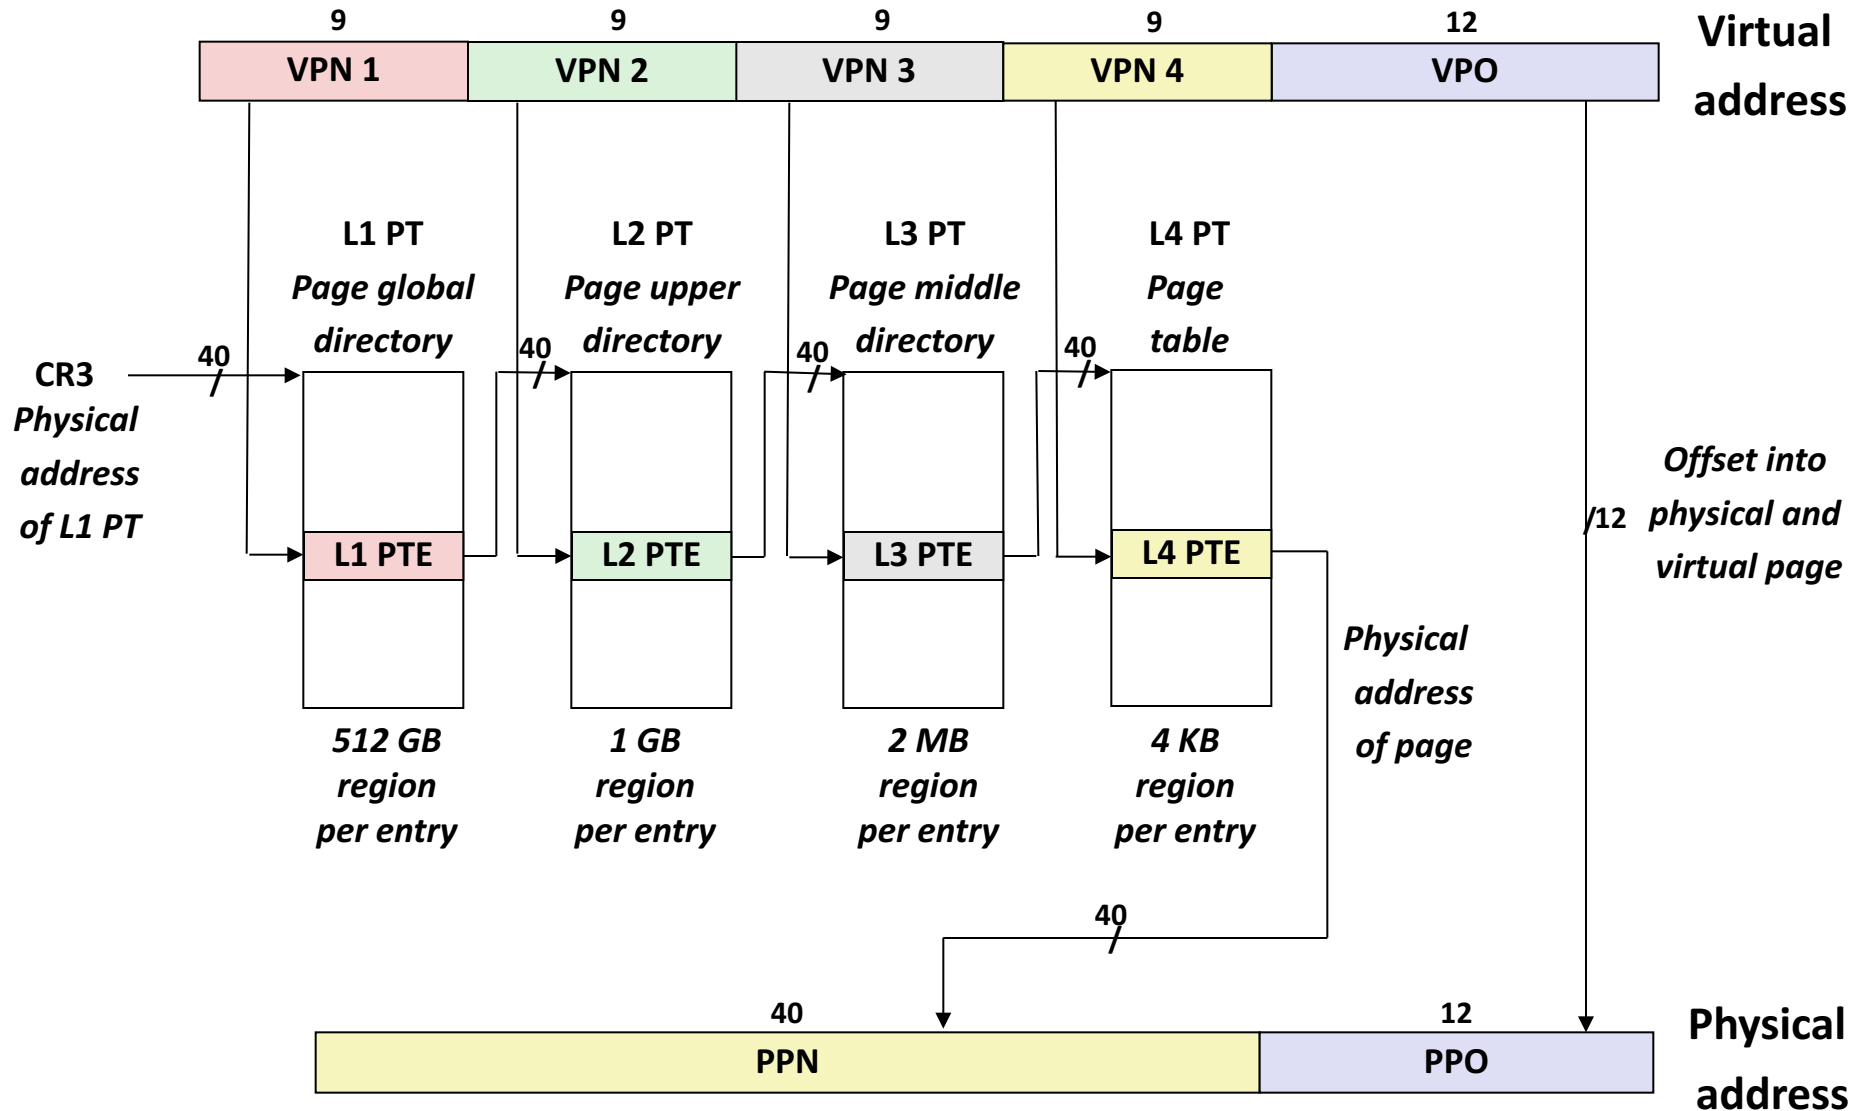 9 9 9 9 12
Virtual
address
VPN 1 VPN 2 VPN 3 VPN 4 VPO
L1 PT
Page global
directory
L2 PT
Page upper
directory
L3 PT
Page middle
directory
L4 PT
Page
table
CR3
Physical
address
of L1 PT
40 40 40 40
L1 PTE L2 PTE L3 PTE L4 PTE
/12
Offset into
physical and
virtual page
512 GB
region
per entry
1 GB
region
per entry
2 MB
region
per entry
4 KB
region
per entry
Physical
address
of page
40
40 12
PPN PPO
Physical
address